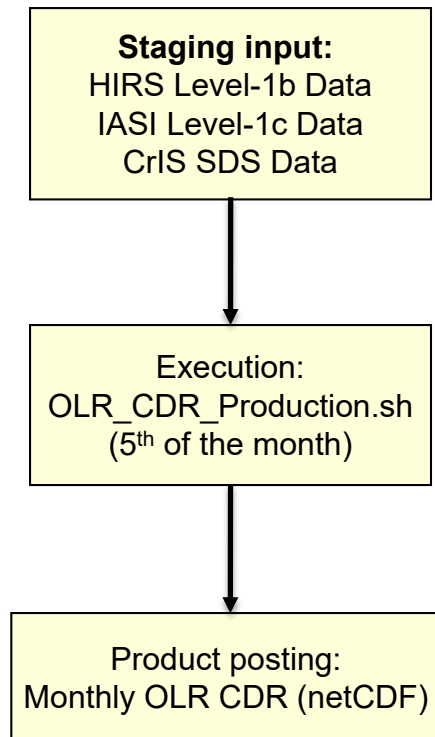 Staging input:
HIRS Level-1b Data
IASI Level-1c Data
CrIS SDS Data
Execution:
OLR_CDR_Production.sh
(5th of the month)
Product posting:
Monthly OLR CDR (netCDF)